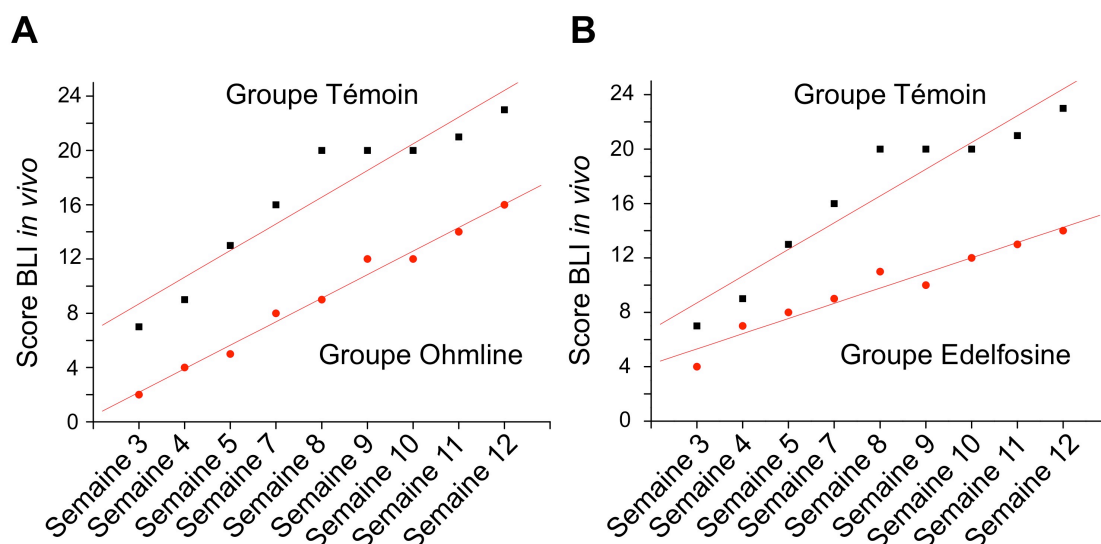 A
Score BLI in vivo
24
20
16
12
8
4
0
Groupe Témoin
Groupe Ohmline
Semaine 3
Semaine 4
Semaine 5
Semaine 7
Semaine 8
Semaine 9
Semaine 10
Semaine 11
Semaine 12
B
Score BLI in vivo
24
20
16
12
8
4
0
Groupe Témoin
Groupe Edelfosine
Semaine 3
Semaine 4
Semaine 5
Semaine 7
Semaine 8
Semaine 9
Semaine 10
Semaine 11
Semaine 12